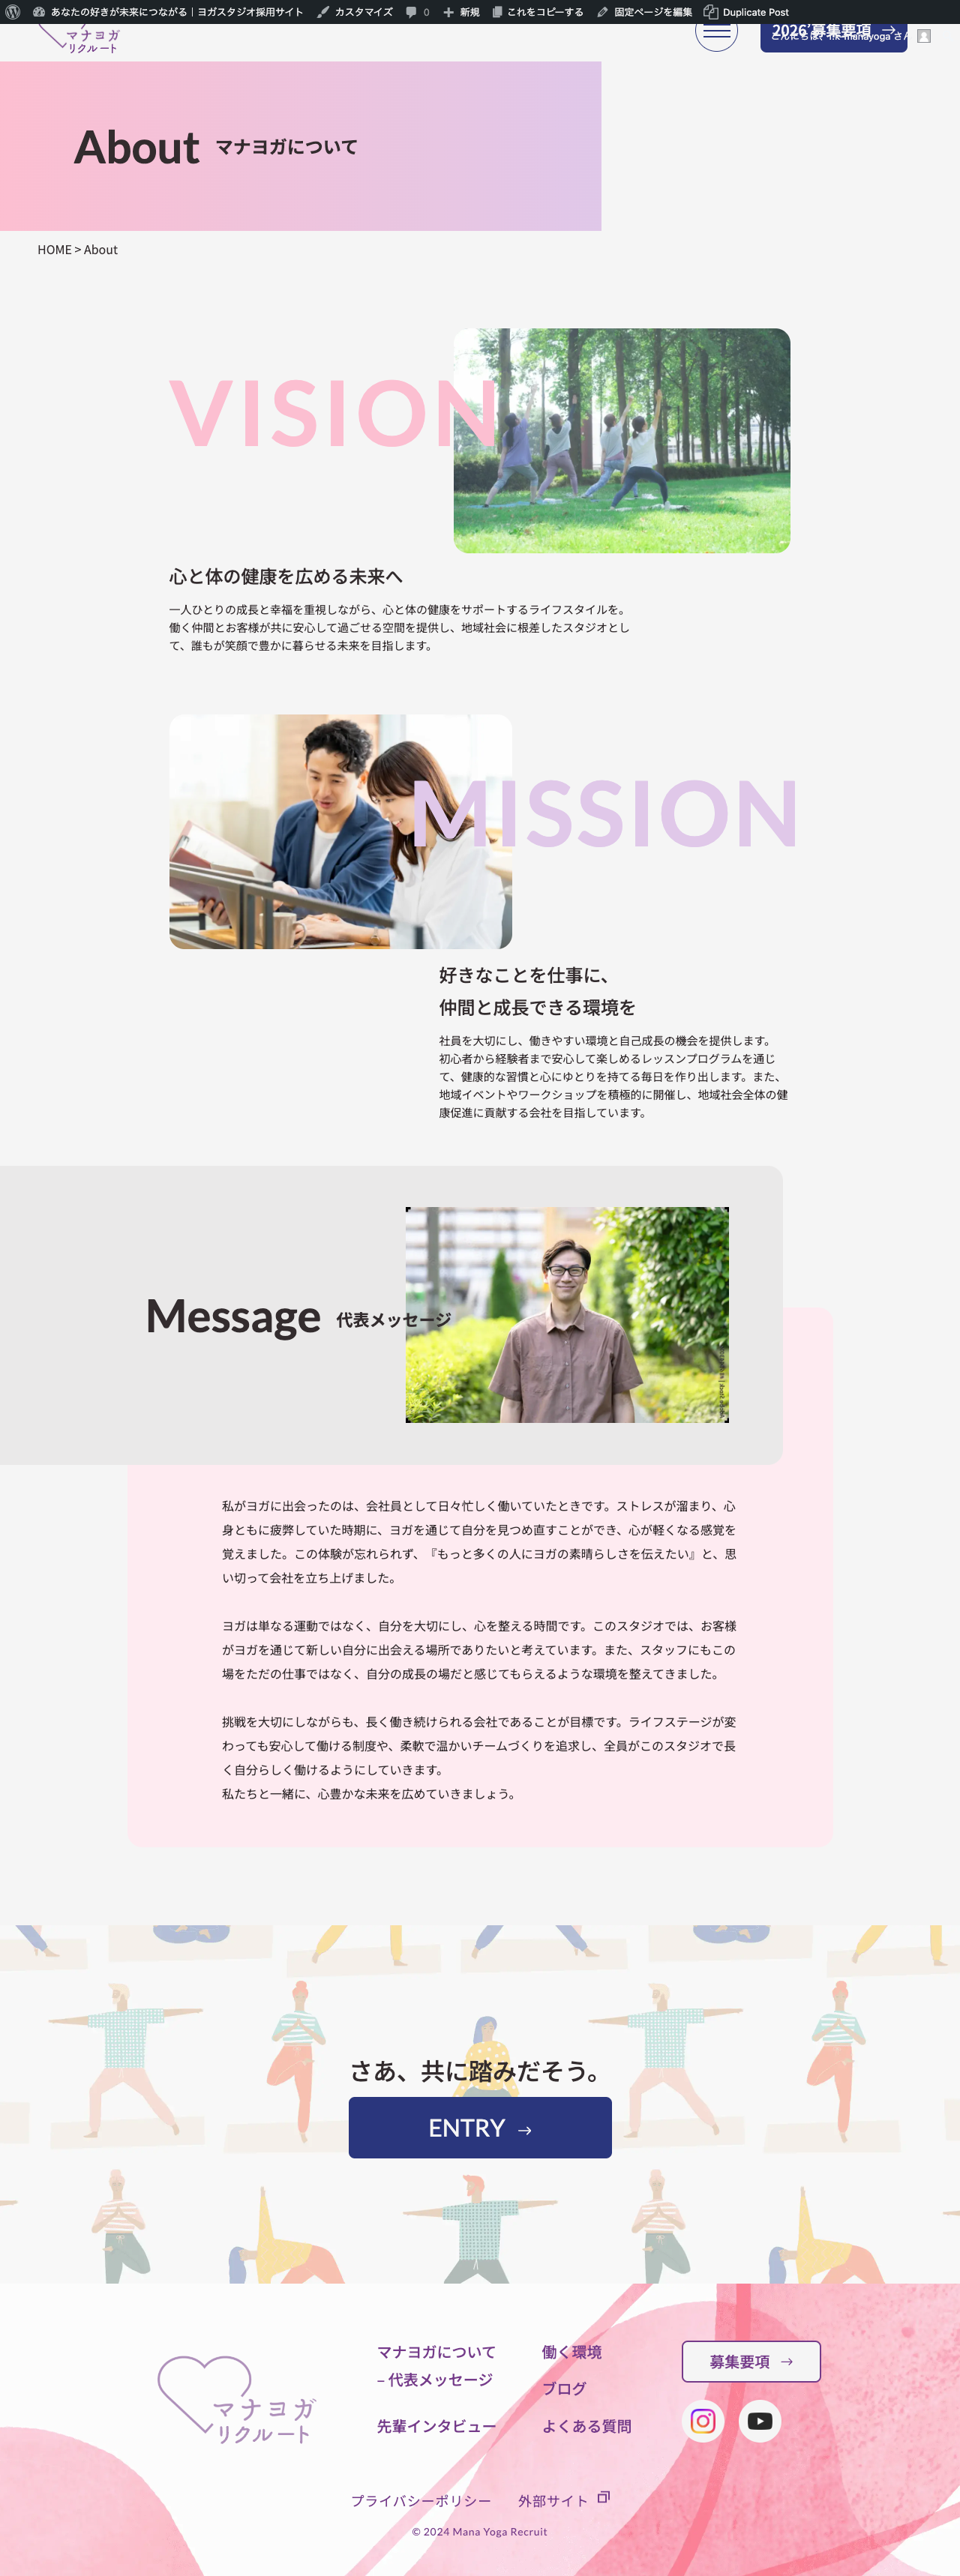 あなたの好きが未来につながる｜ヨガスタジオ採用サイト カスタマイズ 0 新規 これをコピーする 固定ページを編集 Duplicate Post
マナヨガ
リクルート
2026'募集要項 →
さん
About マナヨガについて
HOME > About
VISION
心と体の健康を広める未来へ
一人ひとりの成長と幸福を重視しながら、心と体の健康をサポートするライフスタイルを。
働く仲間とお客様が共に安心して過ごせる空間を提供し、地域社会に根差したスタジオとし
て、誰もが笑顔で豊かに暮らせる未来を目指します。
MISSION
好きなことを仕事に、
仲間と成長できる環境を
社員を大切にし、働きやすい環境と自己成長の機会を提供します。
初心者から経験者まで安心して楽しめるレッスンプログラムを通じ
て、健康的な習慣と心にゆとりを持てる毎日を作り出します。また、
地域イベントやワークショップを積極的に開催し、地域社会全体の健
康促進に貢献する会社を目指しています。
Message 代表メッセージ
私がヨガに出会ったのは、会社員として日々忙しく働いていたときです。ストレスが溜まり、心
身ともに疲弊していた時期に、ヨガを通じて自分を見つめ直すことができ、心が軽くなる感覚を
覚えました。この体験が忘れられず、『もっと多くの人にヨガの素晴らしさを伝えたい』と、思
い切って会社を立ち上げました。
ヨガは単なる運動ではなく、自分を大切にし、心を整える時間です。このスタジオでは、お客様
がヨガを通じて新しい自分に出会える場所でありたいと考えています。また、スタッフにもこの
場をただの仕事ではなく、自分の成長の場だと感じてもらえるような環境を整えてきました。
挑戦を大切にしながらも、長く働き続けられる会社であることが目標です。ライフステージが変
わっても安心して働ける制度や、柔軟で温かいチームづくりを追求し、全員がこのスタジオで長
く自分らしく働けるようにしていきます。
私たちと一緒に、心豊かな未来を広めていきましょう。
さあ、共に踏みだそう。
ENTRY →
マナヨガ
リクルート
マナヨガについて
– 代表メッセージ
先輩インタビュー
働く環境
ブログ
よくある質問
募集要項 →
プライバシーポリシー 外部サイト
© 2024 Mana Yoga Recruit